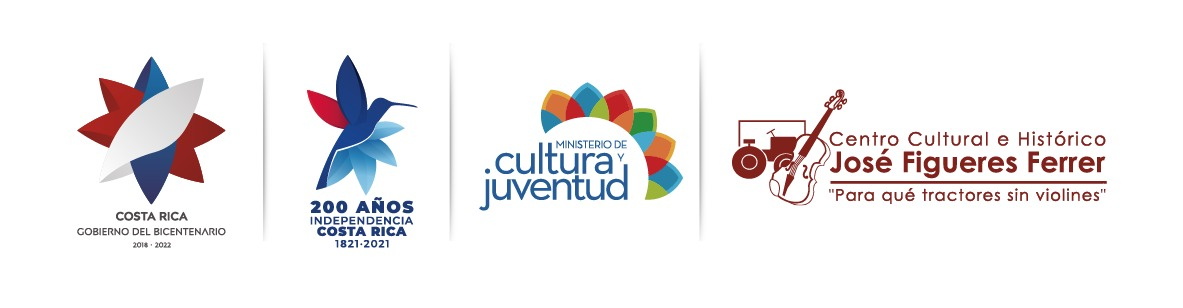 COSTA RICA
GOBIERNO DEL BICENTENARIO
2018 · 2022
200 AÑOS
INDEPENDENCIA
COSTA RICA
1821·2021
MINISTERIO DE
cultura y
juventud
Centro Cultural e Histórico
José Figueres Ferrer
"Para qué tractores sin violines"